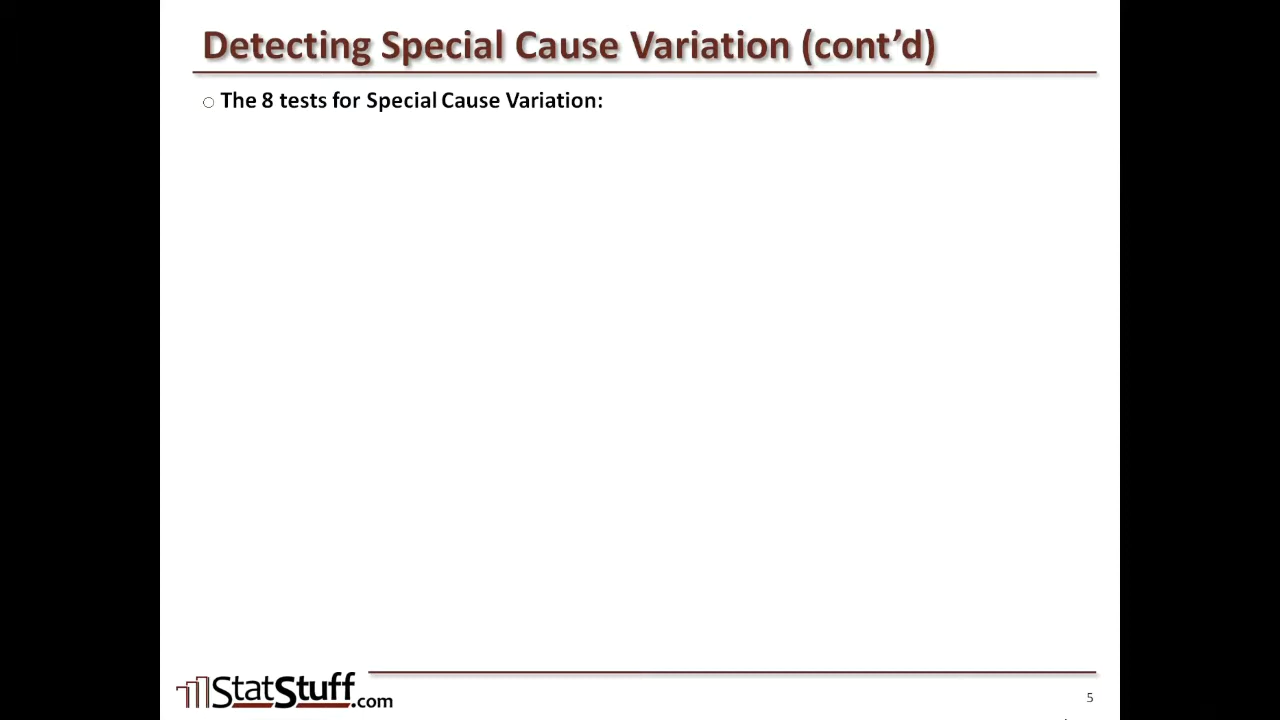 Detecting Special Cause Variation (cont’d)
○ The 8 tests for Special Cause Variation:
StatStuff.com
5